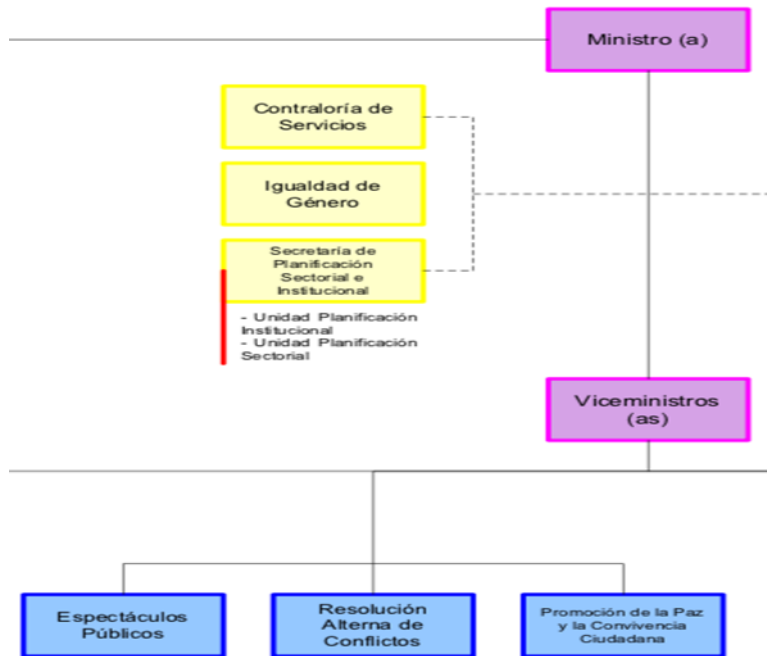 Ministro (a)
Contraloría de
Servicios
Igualdad de
Género
Secretaría de
Planificación
Sectorial e
Institucional
- Unidad Planificación
Institucional
- Unidad Planificación
Sectorial
Viceministros
(as)
Espectáculos
Públicos
Resolución
Alterna de
Conflictos
Promoción de la Paz
y la Convivencia
Ciudadana